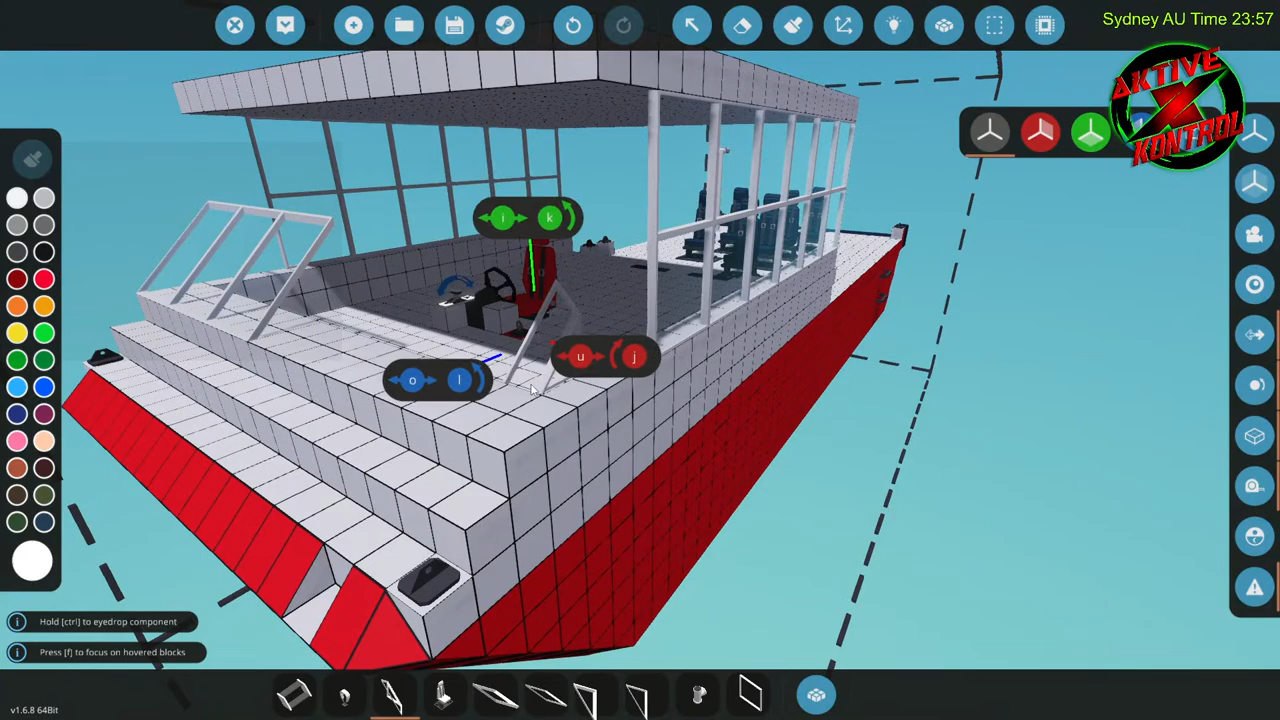 Sydney AU Time 23:57
AKTIVE
X
KONTROL
i
k
u
j
o
l
Hold [ctrl] to eyedrop component
Press [f] to focus on hovered blocks
v1.6.8 64Bit